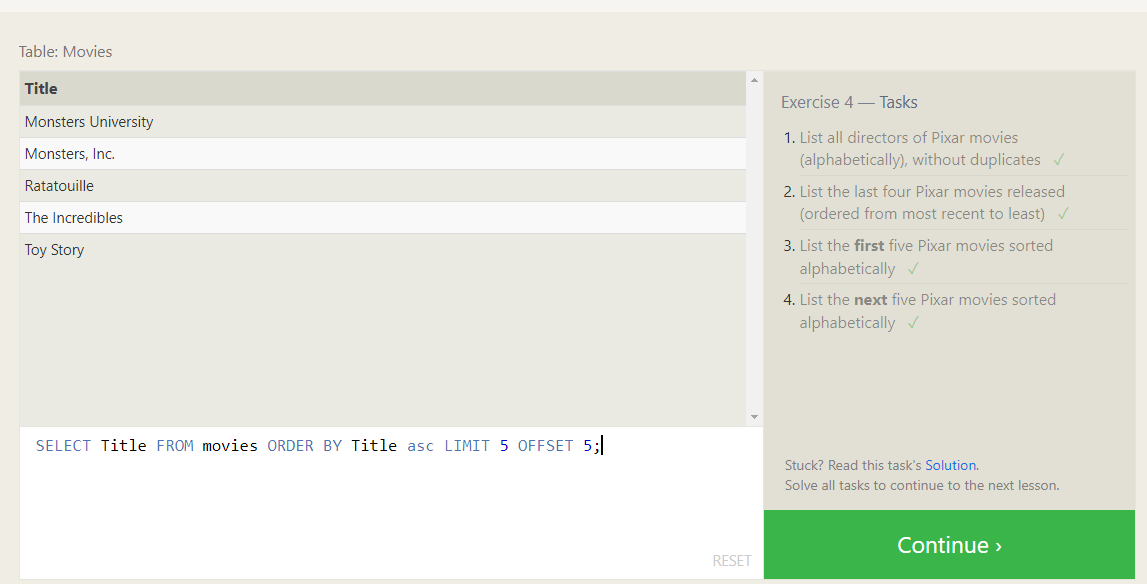 Table: Movies
Title
Monsters University
Monsters, Inc.
Ratatouille
The Incredibles
Toy Story
SELECT Title FROM movies ORDER BY Title asc LIMIT 5 OFFSET 5;
RESET
Exercise 4 — Tasks
1. List all directors of Pixar movies
(alphabetically), without duplicates ✓
2. List the last four Pixar movies released
(ordered from most recent to least) ✓
3. List the first five Pixar movies sorted
alphabetically ✓
4. List the next five Pixar movies sorted
alphabetically ✓
Stuck? Read this task's Solution.
Solve all tasks to continue to the next lesson.
Continue ›